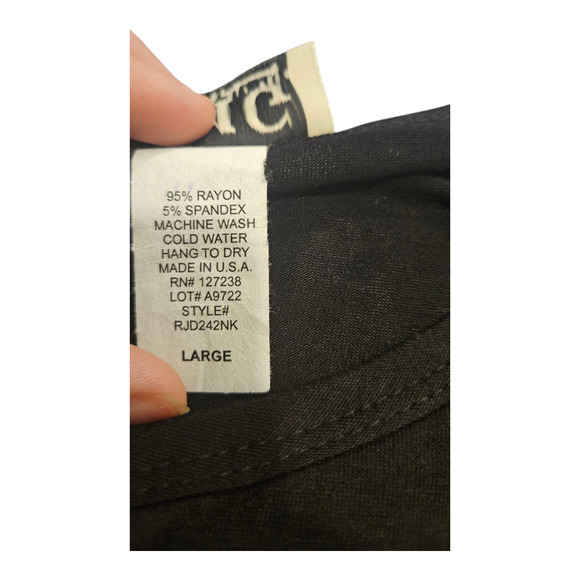 95% RAYON
5% SPANDEX
MACHINE WASH
COLD WATER
HANG TO DRY
MADE IN U.S.A.
RN# 127238
LOT# A9722
STYLE#
RJD242NK
LARGE